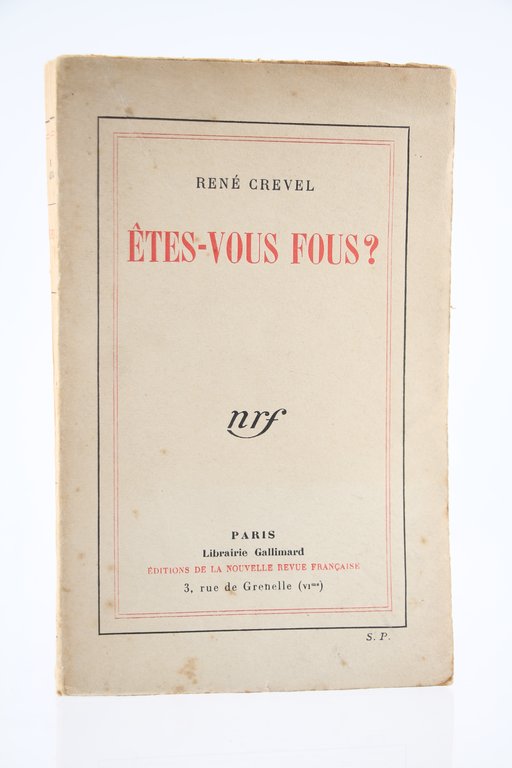 RENÉ CREVEL
ÊTES-VOUS FOUS?
nrf
PARIS
Librairie Gallimard
ÉDITIONS DE LA NOUVELLE REVUE FRANÇAISE
3, rue de Grenelle (VIme)
S. P.